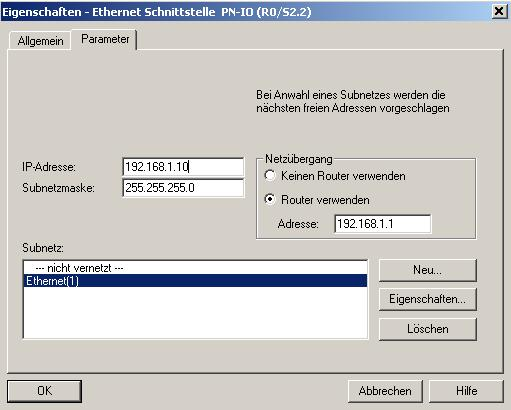 Eigenschaften - Ethernet Schnittstelle PN-IO (R0/S2.2)
Allgemein
Parameter
Bei Anwahl eines Subnetzes werden die
nächsten freien Adressen vorgeschlagen
IP-Adresse:
192.168.1.10
Subnetzmaske:
255.255.255.0
Netzübergang
Keinen Router verwenden
Router verwenden
Adresse:
192.168.1.1
Subnetz:
--- nicht vernetzt ---
Ethernet(1)
Neu...
Eigenschaften...
Löschen
OK
Abbrechen
Hilfe